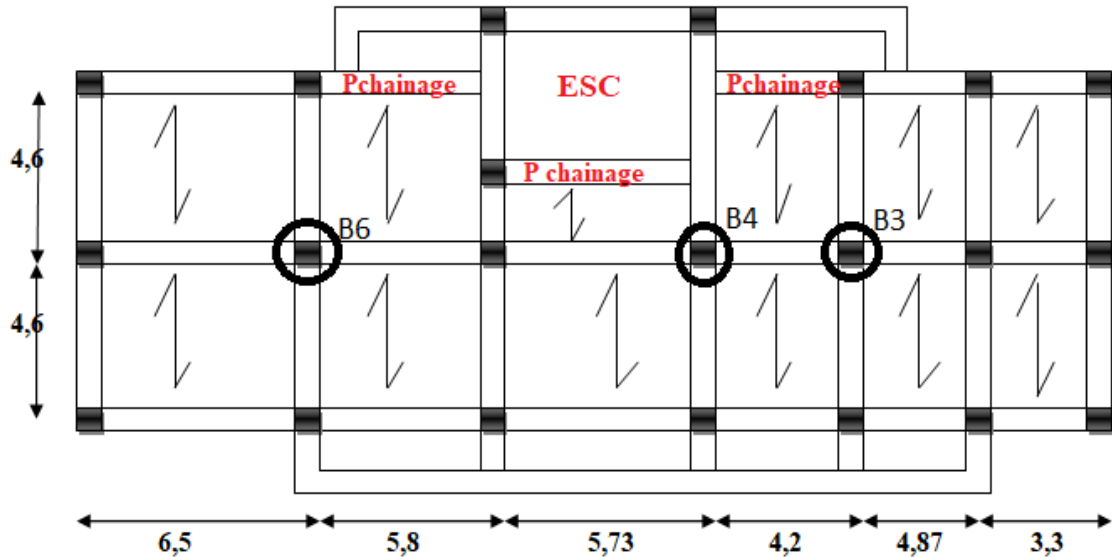 Pchainage
ESC
Pchainage
4,6
P chainage
B6
B4
B3
4,6
6,5
5,8
5,73
4,2
4,87
3,3